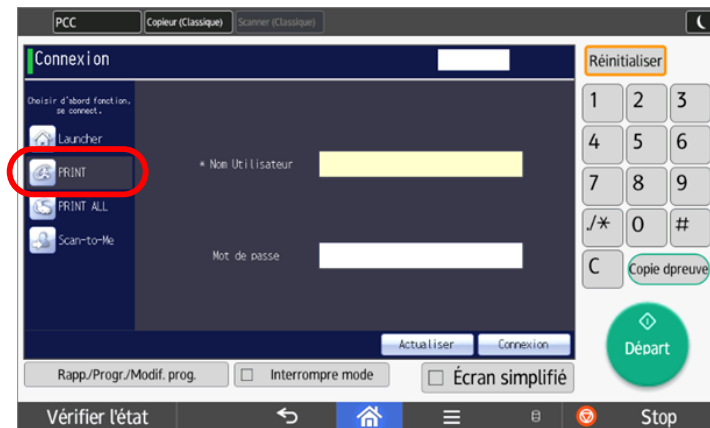 PCC Copieur (Classique) Scanner (Classique)
Connexion
Réinitialiser
Choisir d'abord fonction,
se connect.
Launcher
PRINT
PRINT ALL
Scan-to-Me
* Nom Utilisateur
Mot de passe
Actualiser Connexion
1 2 3
4 5 6
7 8 9
./* 0 #
C Copie dpreuve
Départ
Rapp./Progr./Modif. prog. Interrompre mode Écran simplifié
Vérifier l'état Stop